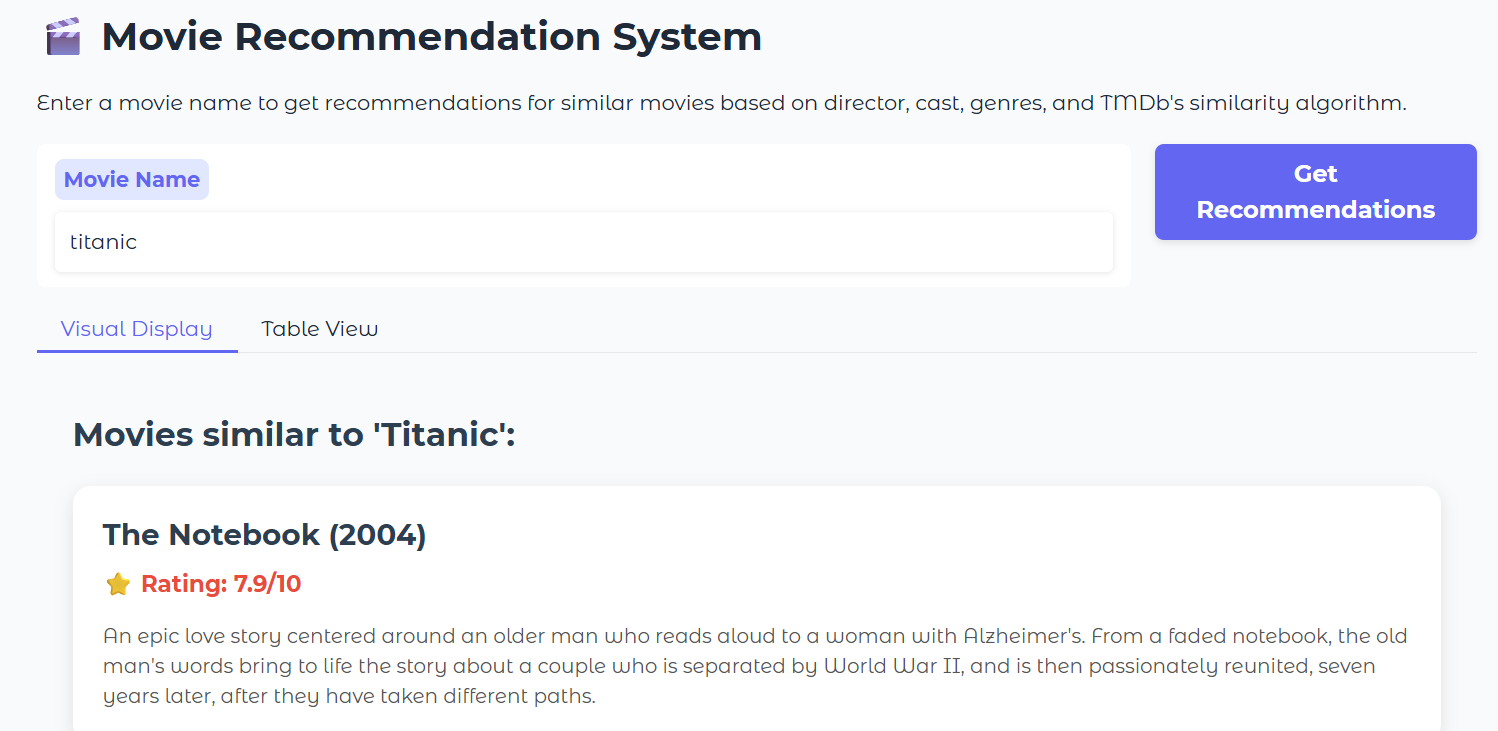 Movie Recommendation System
Enter a movie name to get recommendations for similar movies based on director, cast, genres, and TMDb's similarity algorithm.
Movie Name
titanic
Get
Recommendations
Visual Display
Table View
Movies similar to 'Titanic':
The Notebook (2004)
Rating: 7.9/10
An epic love story centered around an older man who reads aloud to a woman with Alzheimer's. From a faded notebook, the old
man's words bring to life the story about a couple who is separated by World War II, and is then passionately reunited, seven
years later, after they have taken different paths.